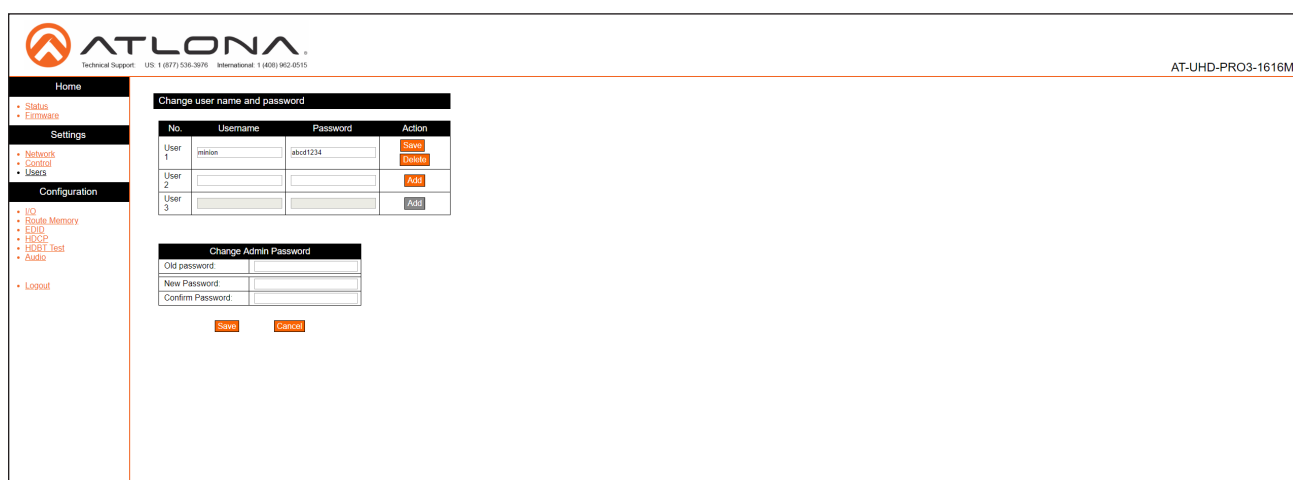 ATLONA.
Technical Support: US: 1 (877) 536-3976 International: 1 (408) 962-0515
AT-UHD-PRO3-1616M
Home
Status
Firmware
Settings
Network
Control
Users
Configuration
I/O
Route Memory
EDID
HDCP
HDBT Test
Audio
Logout
Change user name and password
No. Username Password Action
User 1 minion abcd1234 Save Delete
User 2 Add
User 3 Add
Change Admin Password
Old password:
New Password:
Confirm Password:
Save Cancel